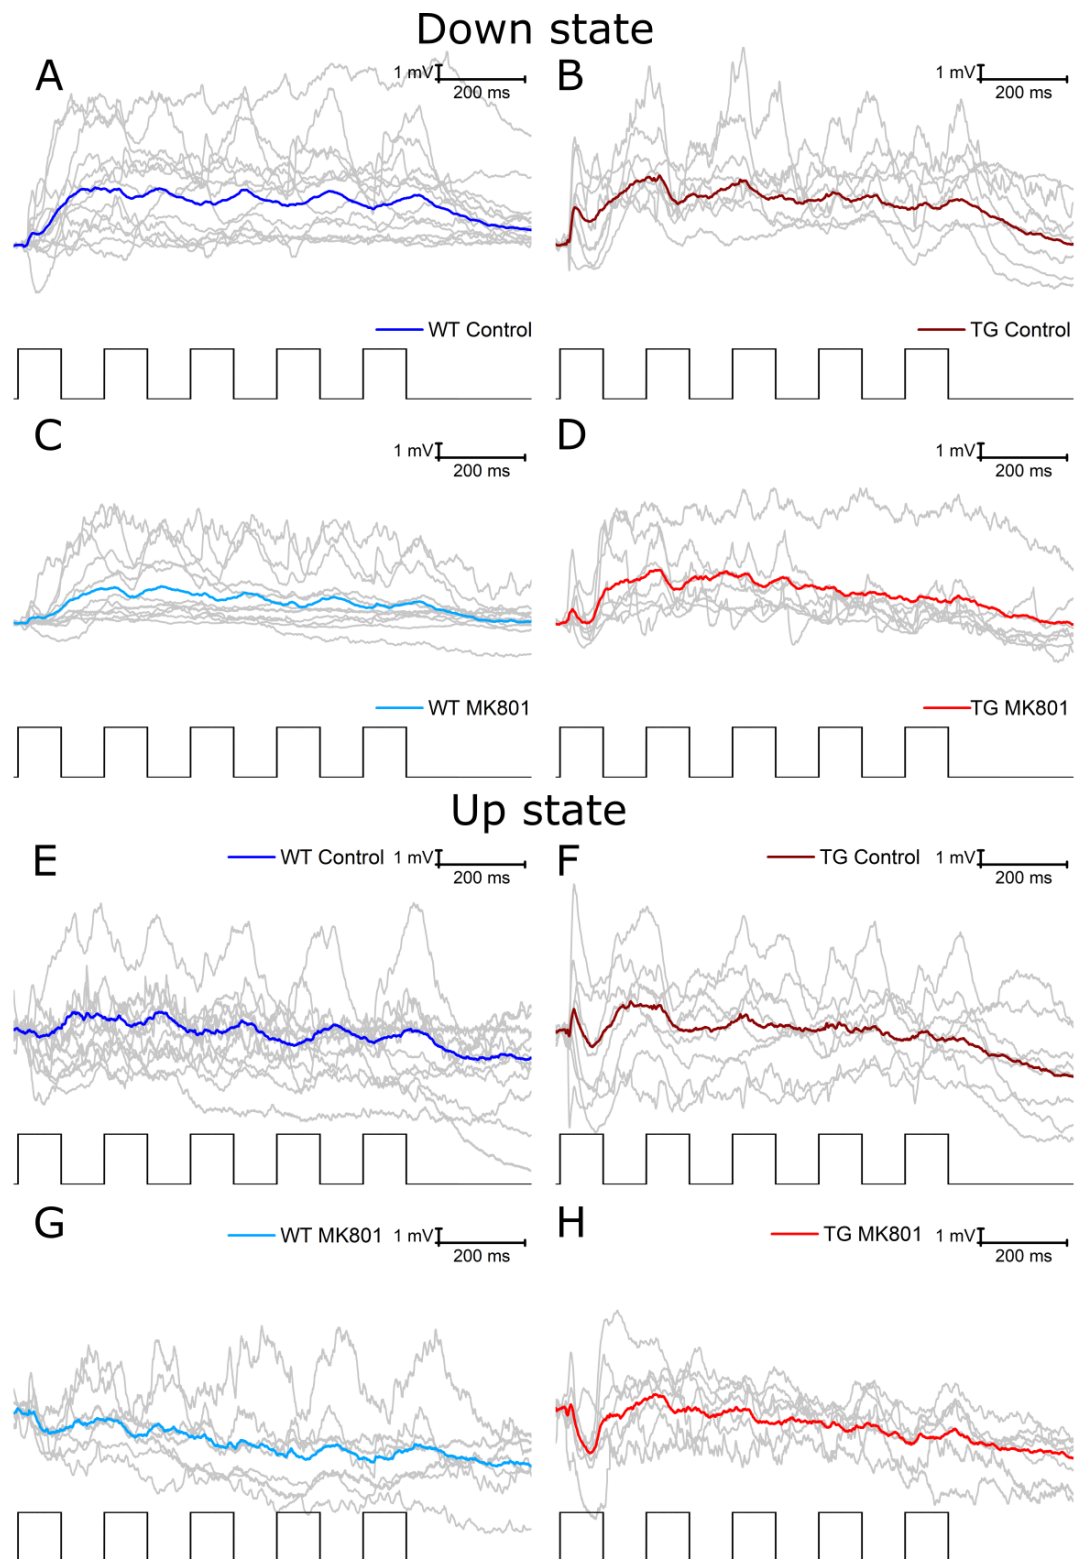 Down state
A
1 mV
200 ms
B
1 mV
200 ms
WT Control
TG Control
C
1 mV
200 ms
D
1 mV
200 ms
WT MK801
TG MK801
Up state
E
WT Control
1 mV
200 ms
F
TG Control
1 mV
200 ms
G
WT MK801
1 mV
200 ms
H
TG MK801
1 mV
200 ms